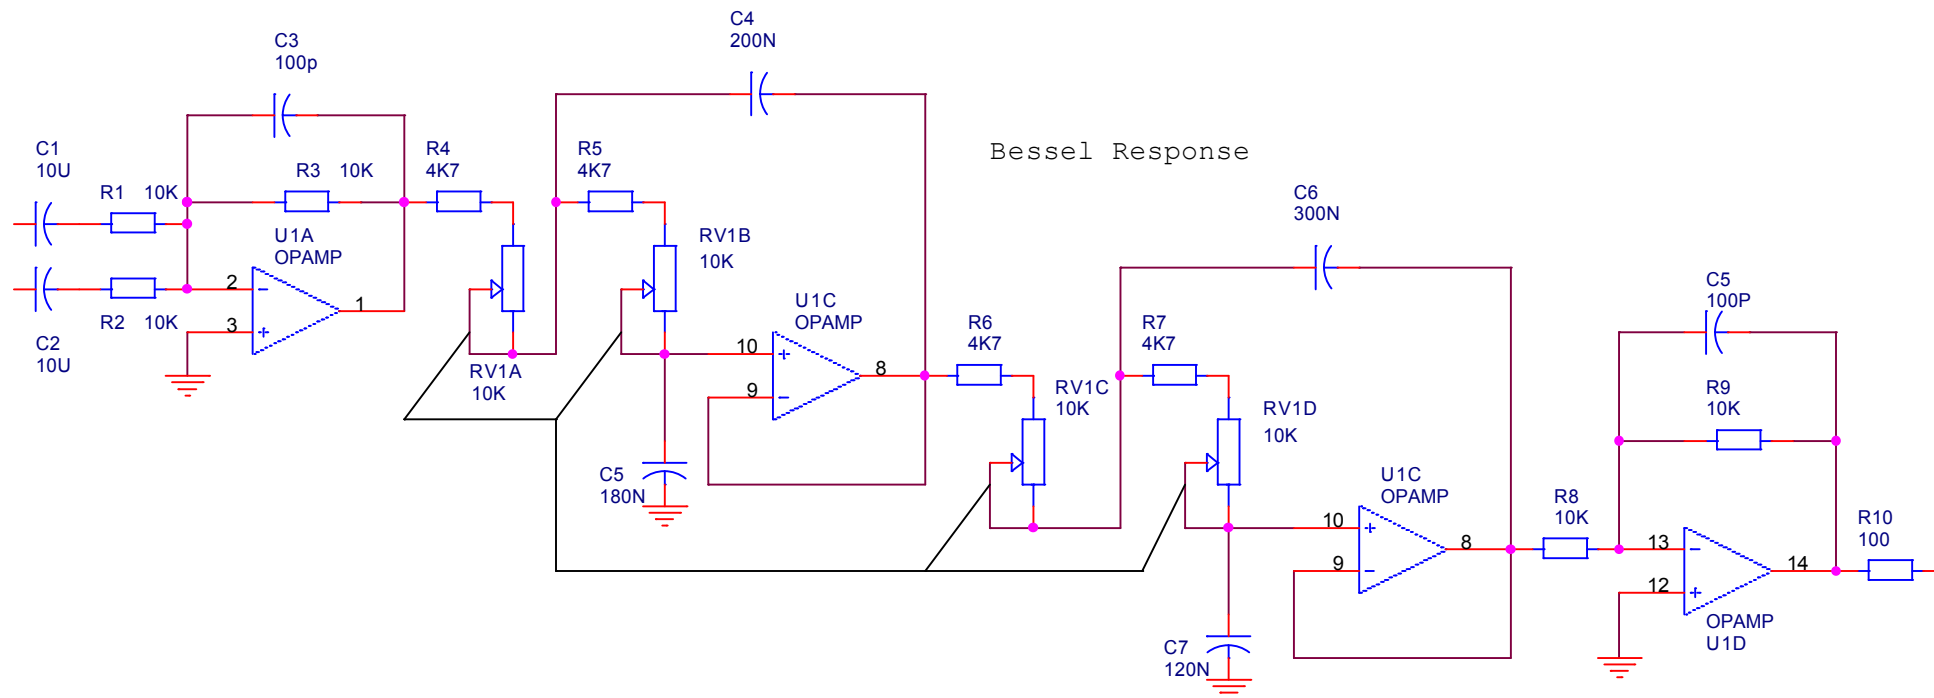 C4
200N
C3
100p
Bessel Response
C1
10U
R1 10K
R3 10K
R4
4K7
R5
4K7
C6
300N
U1A
OPAMP
RV1B
10K
2
3
1
R2 10K
C2
10U
RV1A
10K
U1C
OPAMP
10
9
8
R6
4K7
R7
4K7
RV1C
10K
RV1D
10K
C5
100P
R9
10K
C5
180N
U1C
OPAMP
10
9
8
R8
10K
13
12
14
R10
100
OPAMP
U1D
C7
120N